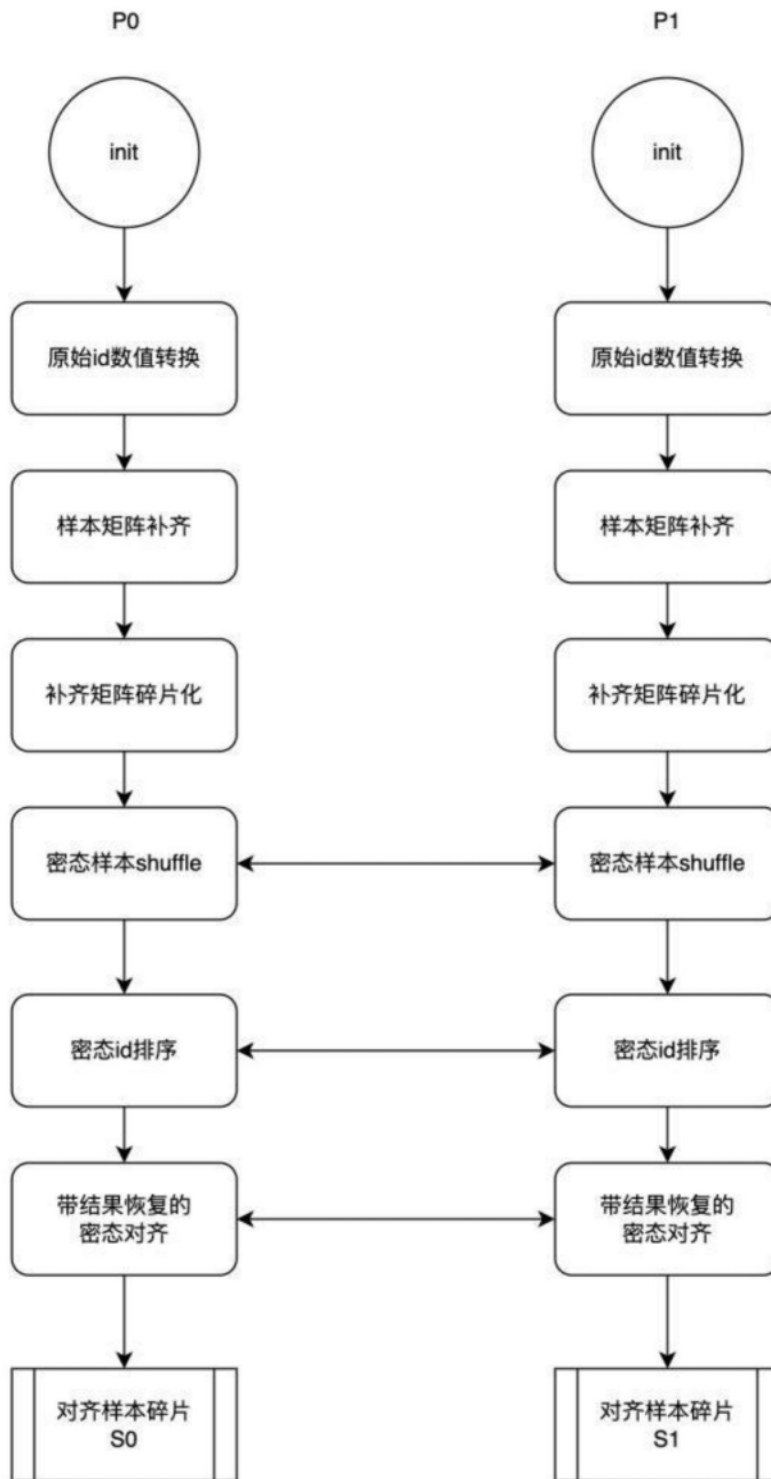 P0
P1
init
init
原始id数值转换
原始id数值转换
样本矩阵补齐
样本矩阵补齐
补齐矩阵碎片化
补齐矩阵碎片化
密态样本shuffle
密态样本shuffle
密态id排序
密态id排序
带结果恢复的
密态对齐
带结果恢复的
密态对齐
对齐样本碎片
S0
对齐样本碎片
S1